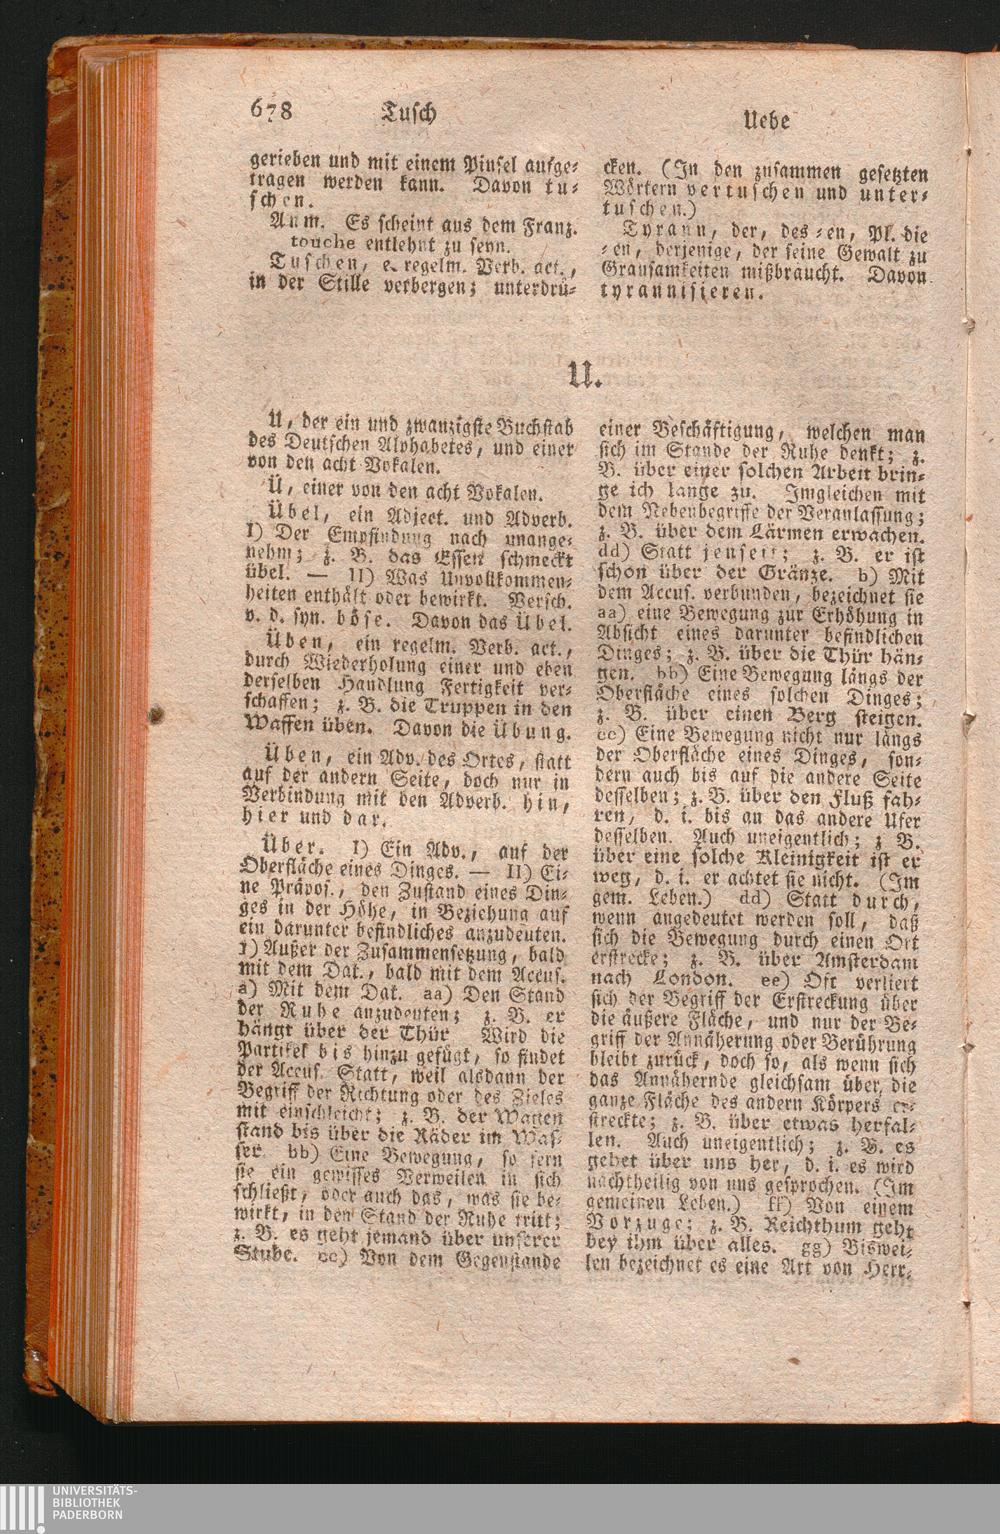 678 Tusch
Uebe
gerieben und mit einem Pinsel aufge-
tragen werden kann. Davon tu-
schen.
Anm. Es scheint aus dem Franz.
touche entlehnt zu seyn.
Tuschen, e. regelm. Verb. act.,
in der Stille verbergen; unterdrü-
cken. (In den zusammen gesetzten
Wörtern vertuschen und unter-
tuschen.)
Tyrann, der, des -en, Pl. die
-en, derjenige, der seine Gewalt zu
Grausamkeiten mißbraucht. Davon
tyrannisieren.
U.
U, der ein und zwanzigste Buchstab
des Deutschen Alphabetes, und einer
von den acht Vokalen.
Ü, einer von den acht Vokalen.
Übel, ein Adject. und Adverb.
I) Der Empfindung nach unange-
nehm; z. B. das Essen schmeckt
übel. — II) Was Unvollkommen-
heiten enthält oder bewirkt. Versch.
v. d. syn. böse. Davon das Übel.
Üben, ein regelm. Verb. act.,
durch Wiederholung einer und eben
derselben Handlung Fertigkeit ver-
schaffen; z. B. die Truppen in den
Waffen üben. Davon die Übung.
Üben, ein Adv. des Ortes, statt
auf der andern Seite, doch nur in
Verbindung mit den Adverb. hin,
hier und dar.
Über. I) Ein Adv., auf der
Oberfläche eines Dinges. — II) Ei-
ne Präpos., den Zustand eines Din-
ges in der Höhe, in Beziehung auf
ein darunter befindliches anzudeuten.
1) Außer der Zusammensetzung, bald
mit dem Dat., bald mit dem Accus.
a) Mit dem Dat. aa) Den Stand
der Ruhe anzudeuten; z. B. er
hängt über der Thür Wird die
Partikel bis hinzu gefügt, so findet
der Accus. Statt, weil alsdann der
Begriff der Richtung oder des Zieles
mit einschleicht; z. B. der Wagen
stand bis über die Räder im Was-
ser. bb) Eine Bewegung, so fern
sie ein gewisses Verweilen in sich
schließt, oder auch das, was sie be-
wirkt, in den Stand der Ruhe tritt;
z. B. es geht jemand über unserer
Stube. cc) Von dem Gegenstande
einer Beschäftigung, welchen man
sich im Stande der Ruhe denkt; z.
B. über einer solchen Arbeit brin-
ge ich lange zu. Imgleichen mit
dem Nebenbegriffe der Veranlassung;
z. B. über dem Lärmen erwachen.
dd) Statt jenseit; z. B. er ist
schon über der Gränze. b) Mit
dem Accus. verbunden, bezeichnet sie
aa) eine Bewegung zur Erhöhung in
Absicht eines darunter befindlichen
Dinges; z. B. über die Thür hän-
gen. bb) Eine Bewegung längs der
Oberfläche eines solchen Dinges;
z. B. über einen Berg steigen.
cc) Eine Bewegung nicht nur längs
der Oberfläche eines Dinges, son-
dern auch bis auf die andere Seite
desselben; z. B. über den Fluß fah-
ren, d. i. bis an das andere Ufer
desselben. Auch uneigentlich; z B.
über eine solche Kleinigkeit ist er
weg, d. i. er achtet sie nicht. (Im
gem. Leben.) dd) Statt durch,
wenn angedeutet werden soll, daß
sich die Bewegung durch einen Ort
erstrecke; z. B. über Amsterdam
nach London. ee) Oft verliert
sich der Begriff der Erstreckung über
die äußere Fläche, und nur der Be-
griff der Annäherung oder Berührung
bleibt zurück, doch so, als wenn sich
das Annähernde gleichsam über die
ganze Fläche des andern Körpers er-
streckte; z. B. über etwas herfal-
len. Auch uneigentlich; z. B. es
gehet über uns her, d. i. es wird
nachtheilig von uns gesprochen. (Im
gemeinen Leben.) ff) Von einem
Vorzuge; z. B. Reichthum geht
bey ihm über alles. gg) Biswei-
len bezeichnet es eine Art von Herr-
UNIVERSITÄTS-
BIBLIOTHEK
PADERBORN